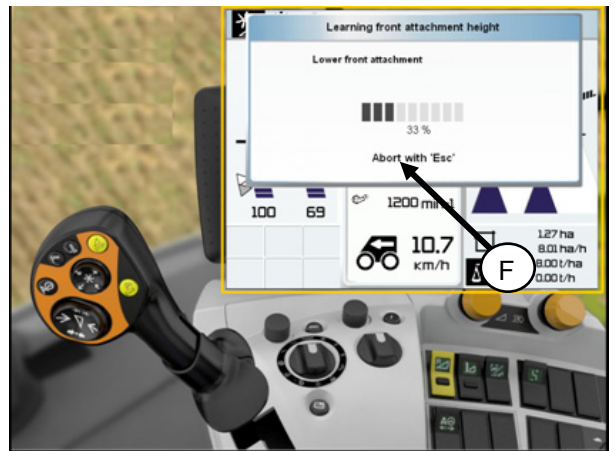 Learning front attachment height
Lower front attachment
33 %
Abort with 'Esc'
100
69
1200 min-1
10.7
km/h
1.27 ha
8.01 ha/h
8.00 t/ha
0.00 t/h
F